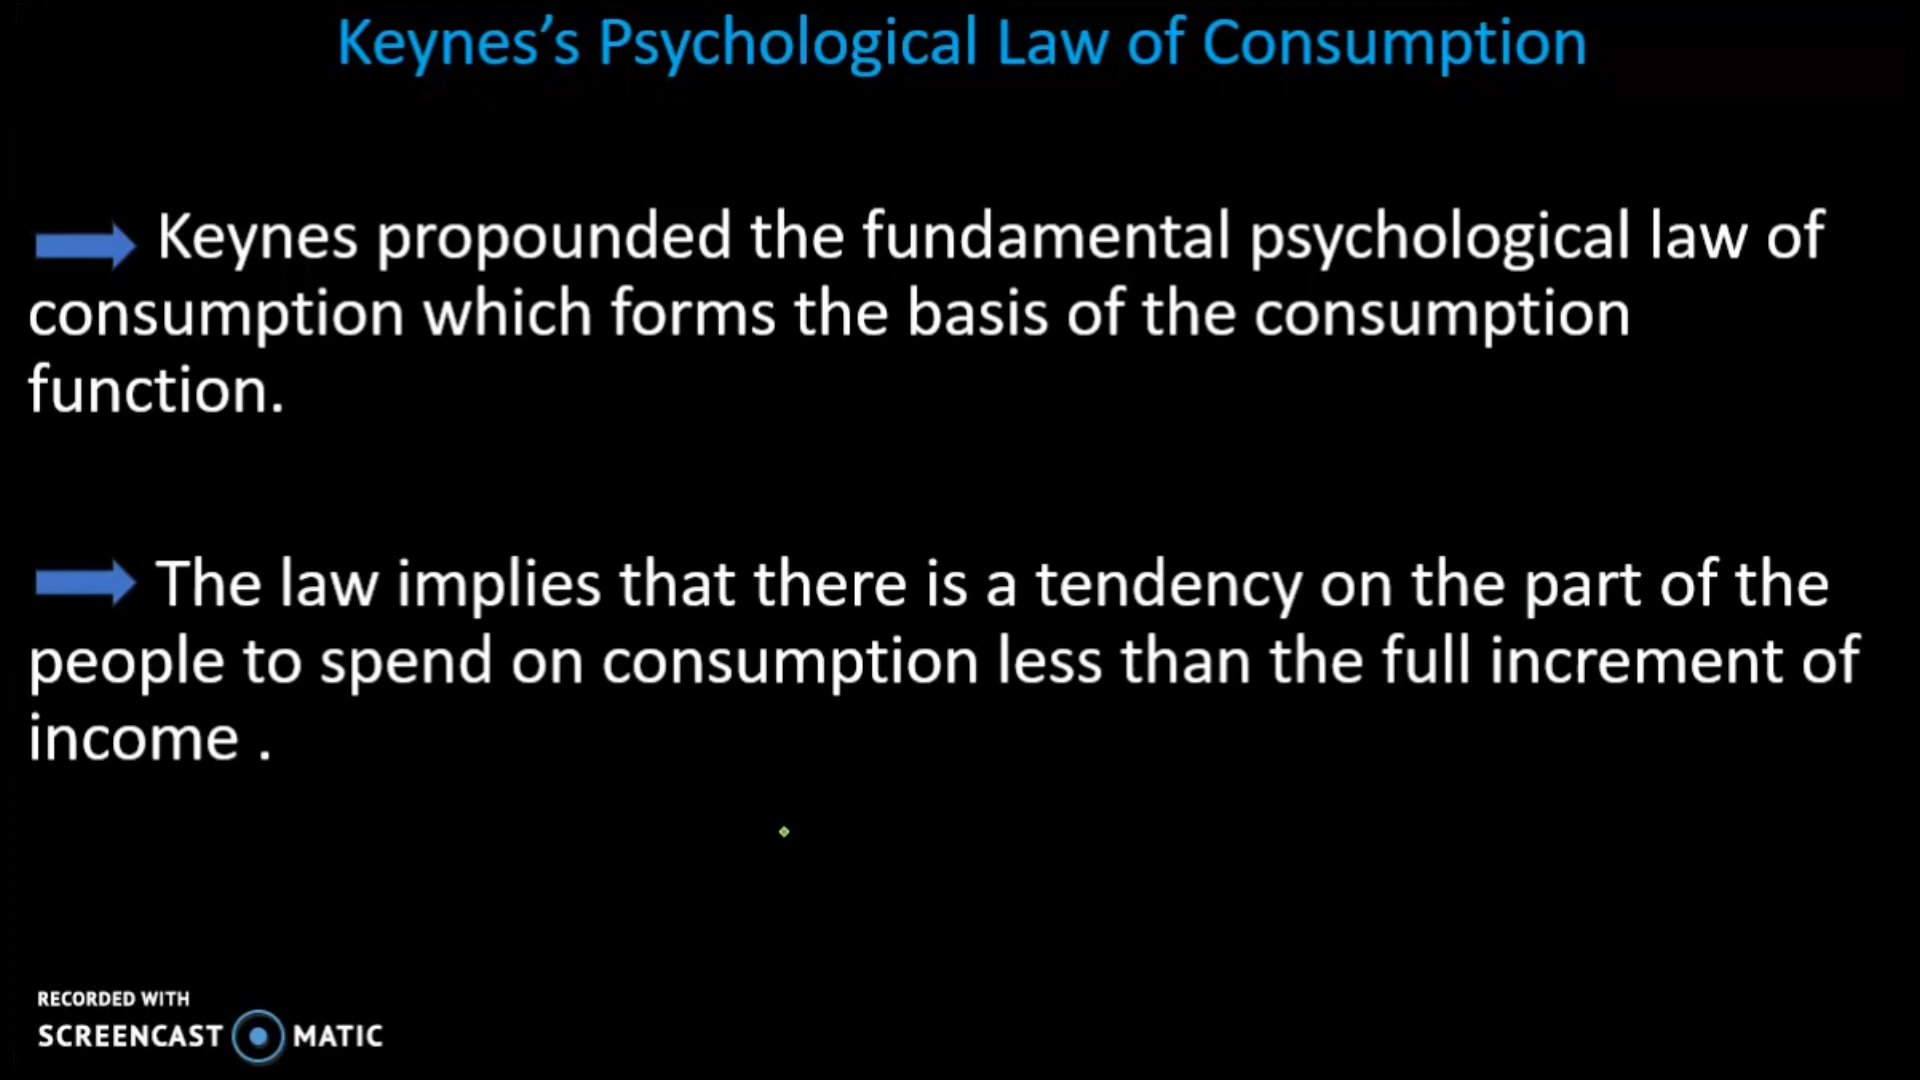 Keynes’s Psychological Law of Consumption
Keynes propounded the fundamental psychological law of
consumption which forms the basis of the consumption
function.
The law implies that there is a tendency on the part of the
people to spend on consumption less than the full increment of
income .
RECORDED WITH
SCREENCAST MATIC